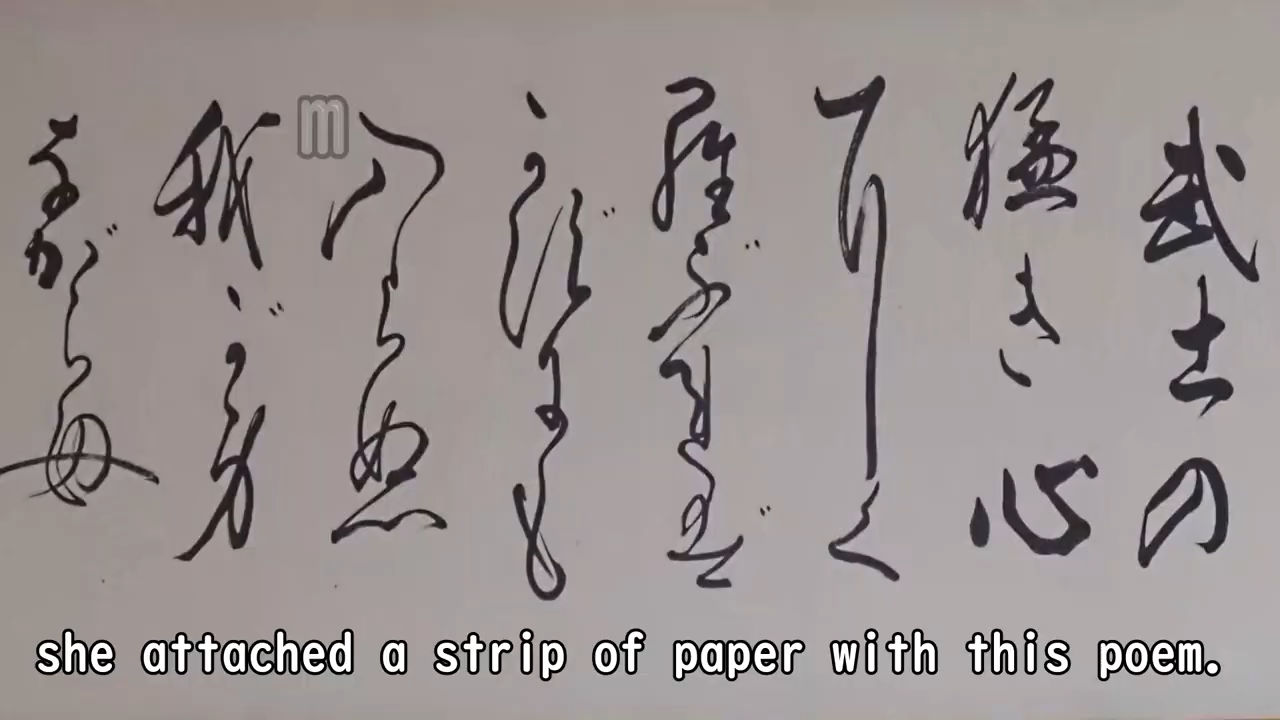 武士の
猛き心
にく
らぶれば
かずにも
入らぬ
我が身
ながらも
m
she attached a strip of paper with this poem.